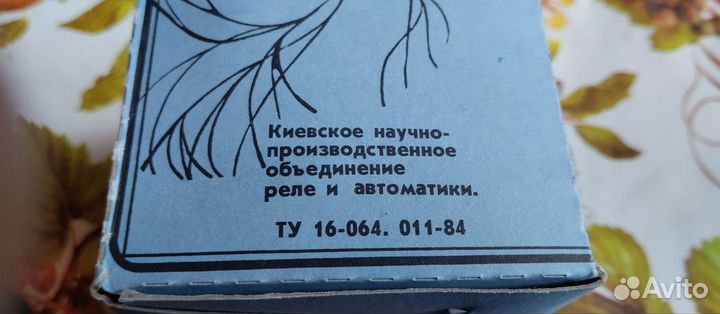 Киевское научно-
производственное
объединение
реле и автоматики.
ТУ 16-064. 011-84
Avito